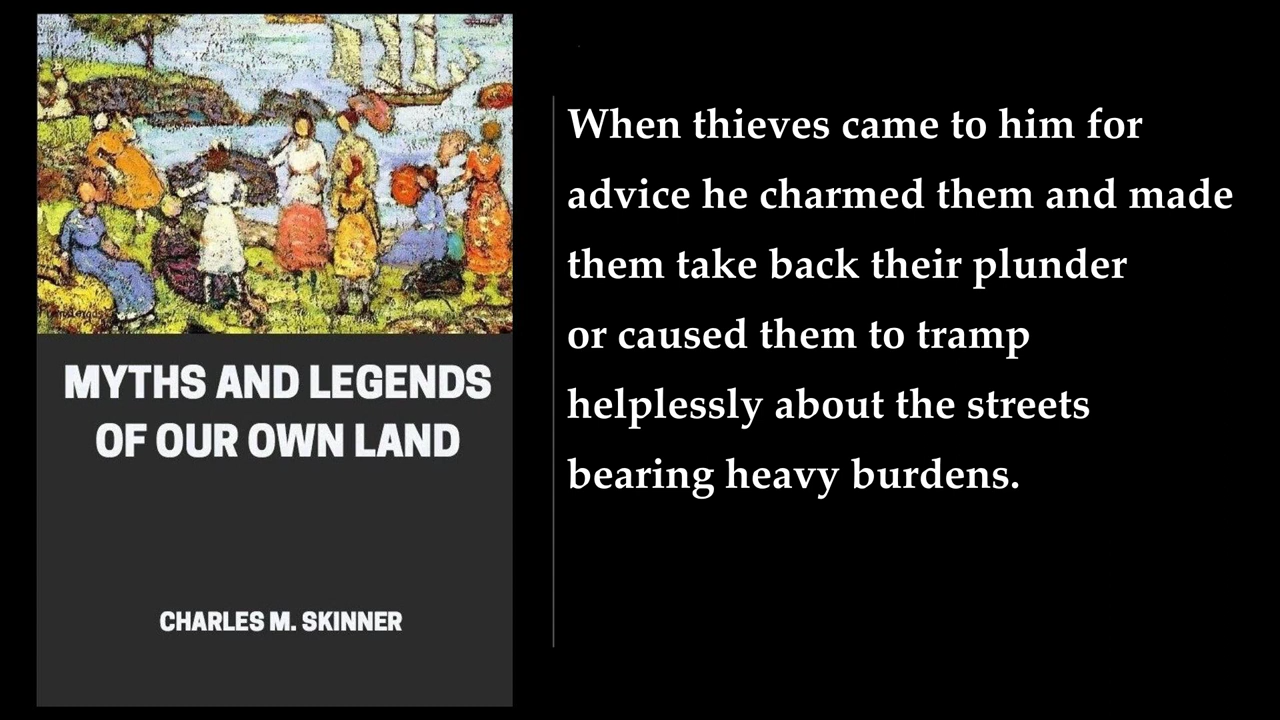 MYTHS AND LEGENDS
OF OUR OWN LAND
CHARLES M. SKINNER
When thieves came to him for
advice he charmed them and made
them take back their plunder
or caused them to tramp
helplessly about the streets
bearing heavy burdens.